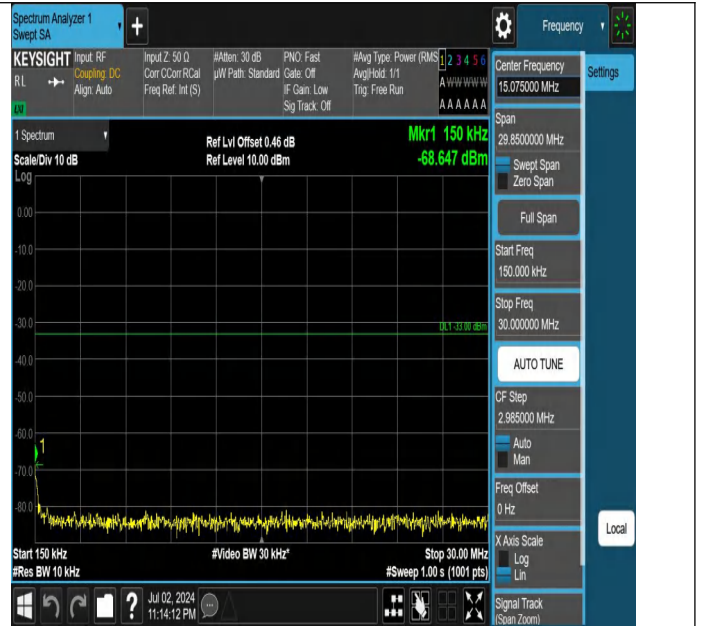 Spectrum Analyzer 1
Swept SA
Frequency
KEYSIGHT
RL
LXI
Input: RF
Coupling: DC
Align: Auto
Input Z: 50 Ω
Corr CCorr RCal
Freq Ref: Int (S)
#Atten: 30 dB
µW Path: Standard
PNO: Fast
Gate: Off
IF Gain: Low
Sig Track: Off
#Avg Type: Power (RMS
Avg|Hold: 1/1
Trig: Free Run
1 2 3 4 5 6
A W W W W W
A A A A A A
1 Spectrum
Scale/Div 10 dB
Log
Ref Lvl Offset 0.46 dB
Ref Level 10.00 dBm
Mkr1 150 kHz
-68.647 dBm
0.00
-10.0
-20.0
-30.0
DL1 -33.00 dBm
-40.0
-50.0
-60.0
1
-70.0
-80.0
Start 150 kHz
#Res BW 10 kHz
#Video BW 30 kHz*
Stop 30.00 MHz
#Sweep 1.00 s (1001 pts)
Center Frequency
15.075000 MHz
Settings
Span
29.8500000 MHz
Swept Span
Zero Span
Full Span
Start Freq
150.000 kHz
Stop Freq
30.000000 MHz
AUTO TUNE
CF Step
2.985000 MHz
Auto
Man
Freq Offset
0 Hz
X Axis Scale
Log
Lin
Signal Track
(Span Zoom)
Local
?
Jul 02, 2024
11:14:12 PM